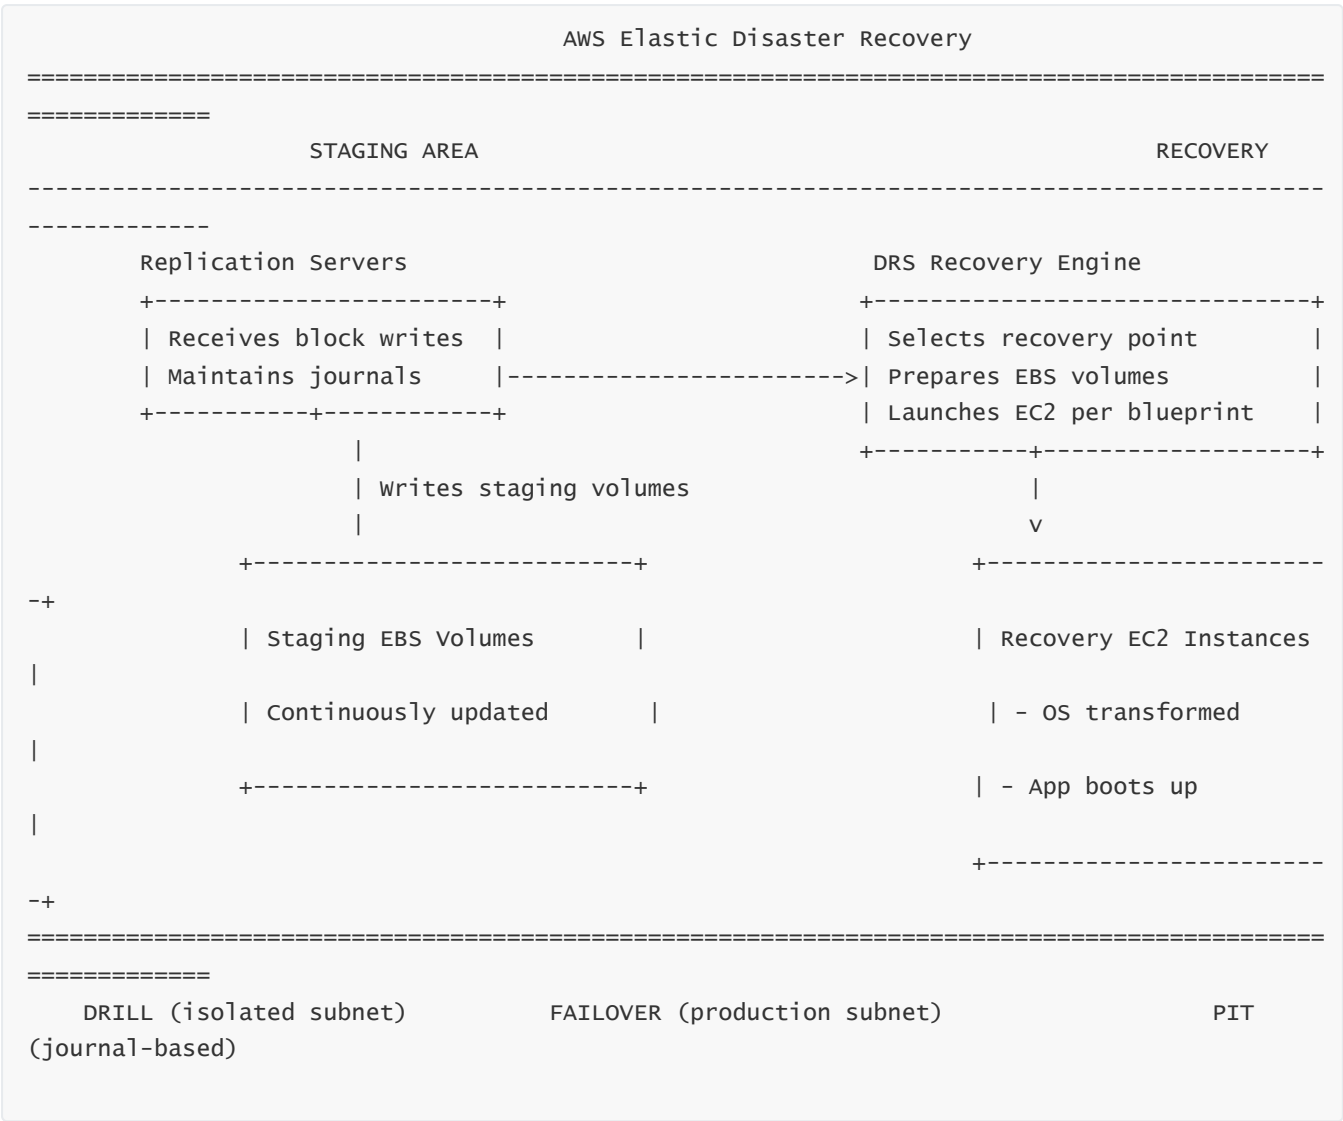 AWS Elastic Disaster Recovery
============================================================================================
=============
                    STAGING AREA                                                RECOVERY
--------------------------------------------------------------------------------------------
-------------
        Replication Servers                                 DRS Recovery Engine
        +------------------------+                         +-------------------------------+
        | Receives block writes  |                         | Selects recovery point        |
        | Maintains journals     |------------------------>| Prepares EBS volumes          |
        +-----------+------------+                         | Launches EC2 per blueprint    |
                       |                                   +-----------+-------------------+
                       | Writes staging volumes                        |
                       |                                               v
               +---------------------------+                       +------------------------
-+
               | Staging EBS Volumes       |                       | Recovery EC2 Instances
|
               | Continuously updated       |                       | - OS transformed
|
               +---------------------------+                       | - App boots up
|
                                                                   +------------------------
-+
============================================================================================
=============
    DRILL (isolated subnet)          FAILOVER (production subnet)                   PIT
(journal-based)